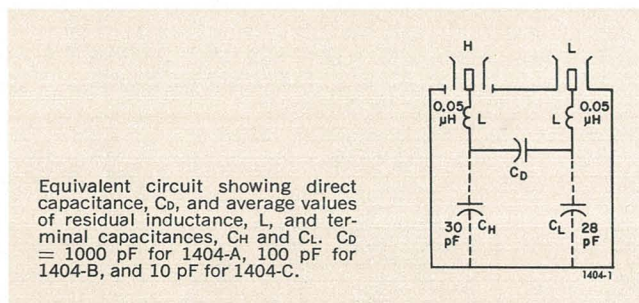 Equivalent circuit showing direct
capacitance, CD, and average values
of residual inductance, L, and ter-
minal capacitances, CH and CL. CD
= 1000 pF for 1404-A, 100 pF for
1404-B, and 10 pF for 1404-C.
H L
0.05 0.05
μH L L μH
CD
30 CH CL 28
pF pF
1404-1